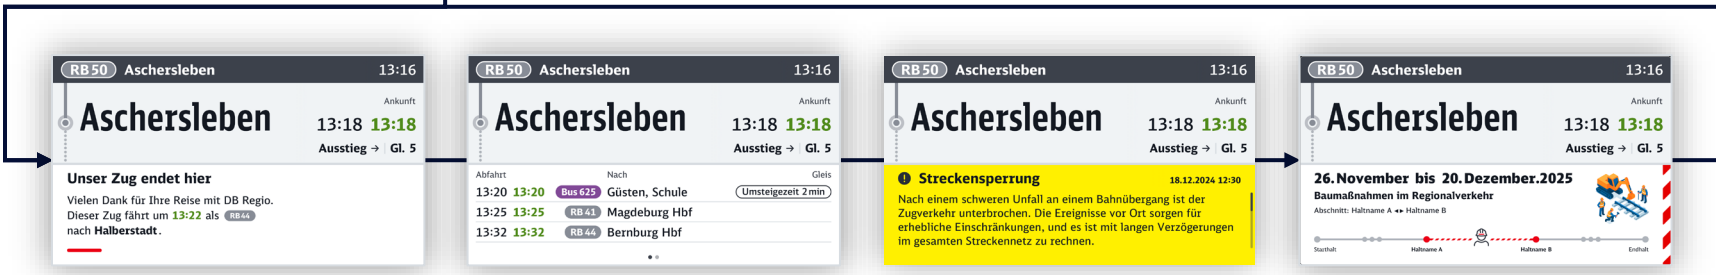 RB 50 Aschersleben 13:16
Ankunft
Aschersleben 13:18 13:18
Ausstieg → Gl. 5
Unser Zug endet hier
Vielen Dank für Ihre Reise mit DB Regio.
Dieser Zug fährt um 13:22 als RB 44
nach Halberstadt.
RB 50 Aschersleben 13:16
Ankunft
Aschersleben 13:18 13:18
Ausstieg → Gl. 5
Abfahrt Nach Gleis
13:20 13:20 Bus 625 Güsten, Schule Umsteigezeit 2 min
13:25 13:25 RB 41 Magdeburg Hbf
13:32 13:32 RB 44 Bernburg Hbf
RB 50 Aschersleben 13:16
Ankunft
Aschersleben 13:18 13:18
Ausstieg → Gl. 5
Streckensperrung 18.12.2024 12:30
Nach einem schweren Unfall an einem Bahnübergang ist der
Zugverkehr unterbrochen. Die Ereignisse vor Ort sorgen für
erhebliche Einschränkungen, und es ist mit langen Verzögerungen
im gesamten Streckennetz zu rechnen.
RB 50 Aschersleben 13:16
Ankunft
Aschersleben 13:18 13:18
Ausstieg → Gl. 5
26. November bis 20. Dezember.2025
Baumaßnahmen im Regionalverkehr
Abschnitt: Haltname A ◂▸ Haltname B
Starthalt Haltname A Haltname B Endhalt